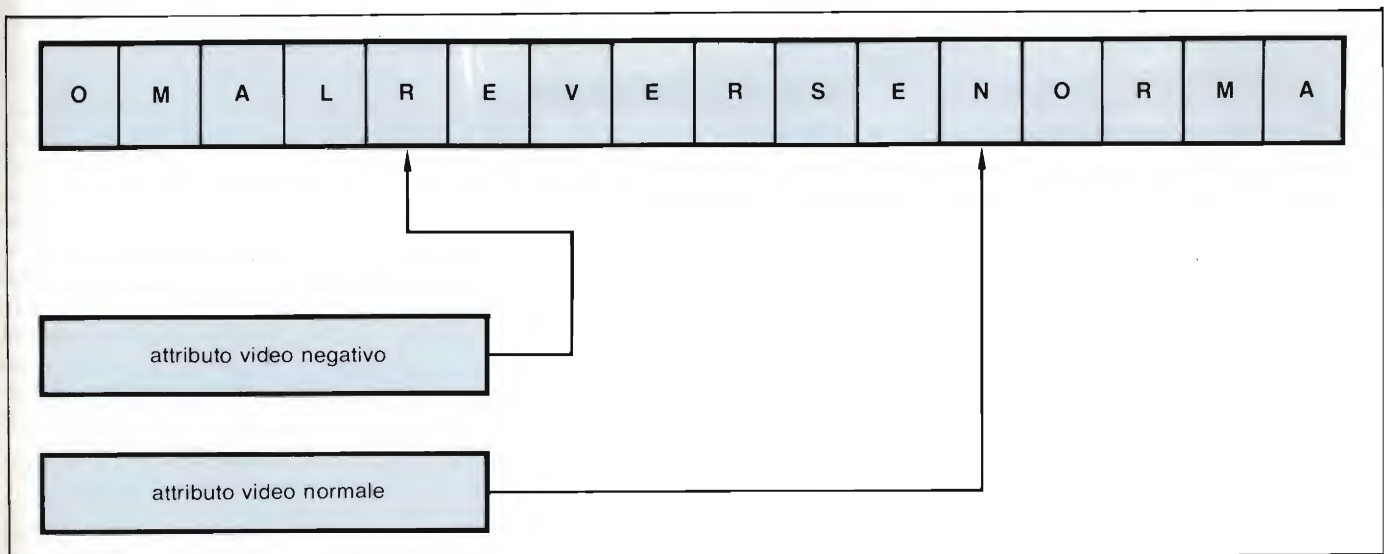 O M A L R E V E R S E N O R M A
attributo video negativo
attributo video normale